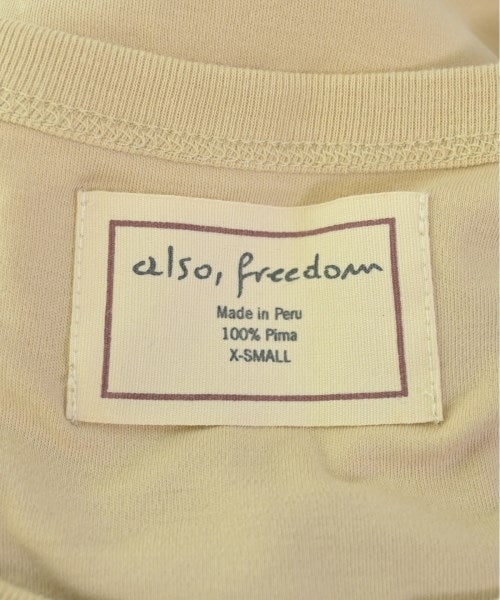 also, freedom
Made in Peru
100% Pima
X-SMALL